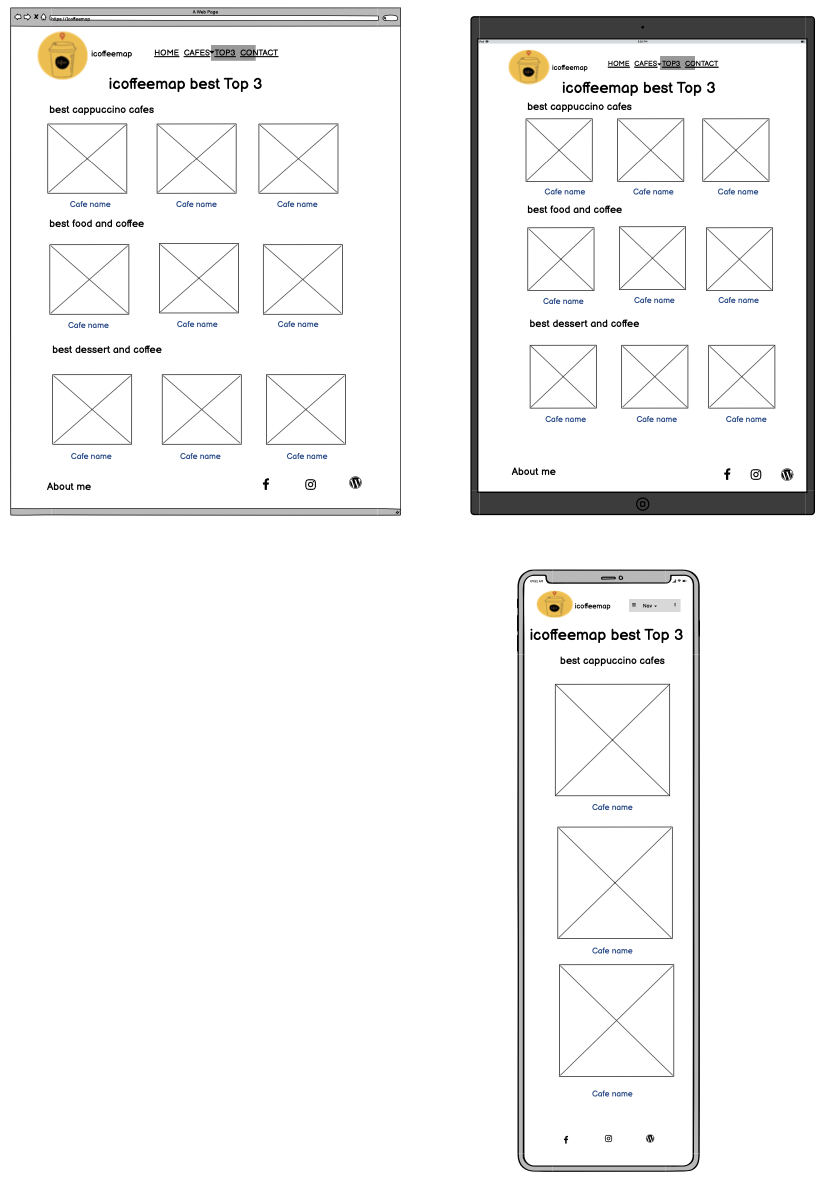 A Web Page
https://icoffeemap
icoffeemap HOME CAFES TOP3 CONTACT
icoffeemap best Top 3
best cappuccino cafes
Cafe name Cafe name Cafe name
best food and coffee
Cafe name Cafe name Cafe name
best dessert and coffee
Cafe name Cafe name Cafe name
About me
icoffeemap HOME CAFES TOP3 CONTACT
icoffeemap best Top 3
best cappuccino cafes
Cafe name Cafe name Cafe name
best food and coffee
Cafe name Cafe name Cafe name
best dessert and coffee
Cafe name Cafe name Cafe name
About me
icoffeemap Nav
icoffeemap best Top 3
best cappuccino cafes
Cafe name
Cafe name
Cafe name